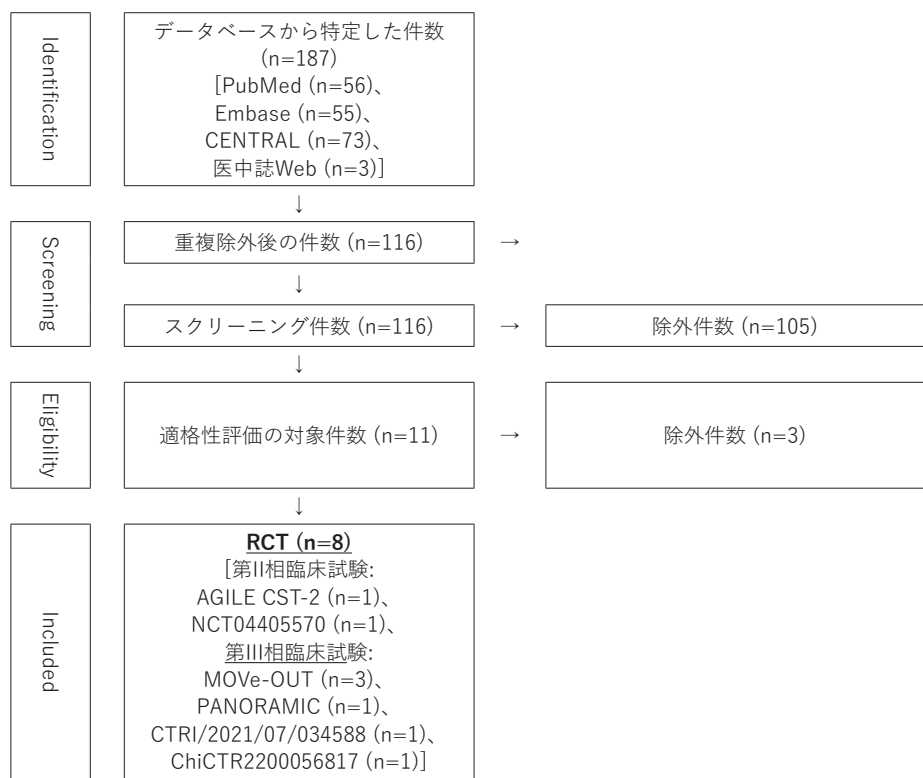 Identification
データベースから特定した件数
(n=187)
[PubMed (n=56)、
Embase (n=55)、
CENTRAL (n=73)、
医中誌Web (n=3)]
↓
Screening
重複除外後の件数 (n=116)
→
↓
スクリーニング件数 (n=116)
→
除外件数 (n=105)
↓
Eligibility
適格性評価の対象件数 (n=11)
→
除外件数 (n=3)
↓
Included
RCT (n=8)
[第II相臨床試験:
AGILE CST-2 (n=1)、
NCT04405570 (n=1)、
第III相臨床試験:
MOVe-OUT (n=3)、
PANORAMIC (n=1)、
CTRI/2021/07/034588 (n=1)、
ChiCTR2200056817 (n=1)]